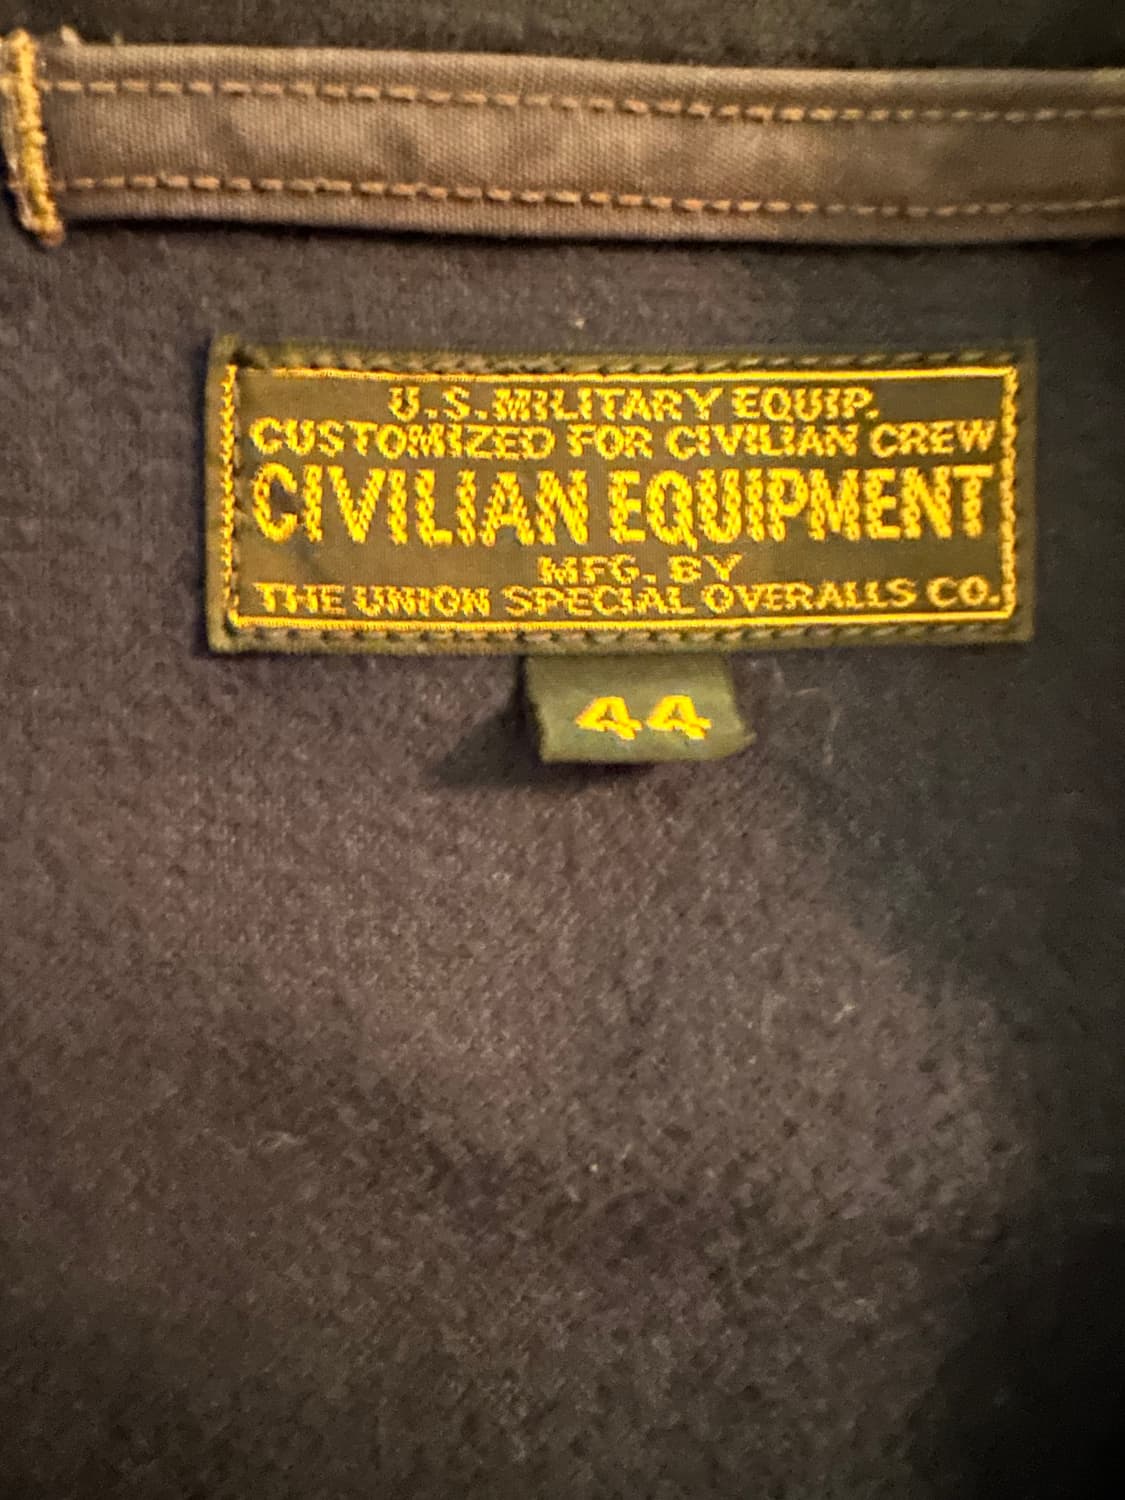 U.S. MILITARY EQUIP.
CUSTOMIZED FOR CIVILIAN CREW
CIVILIAN EQUIPMENT
MFG. BY
THE UNION SPECIAL OVERALLS CO.
44